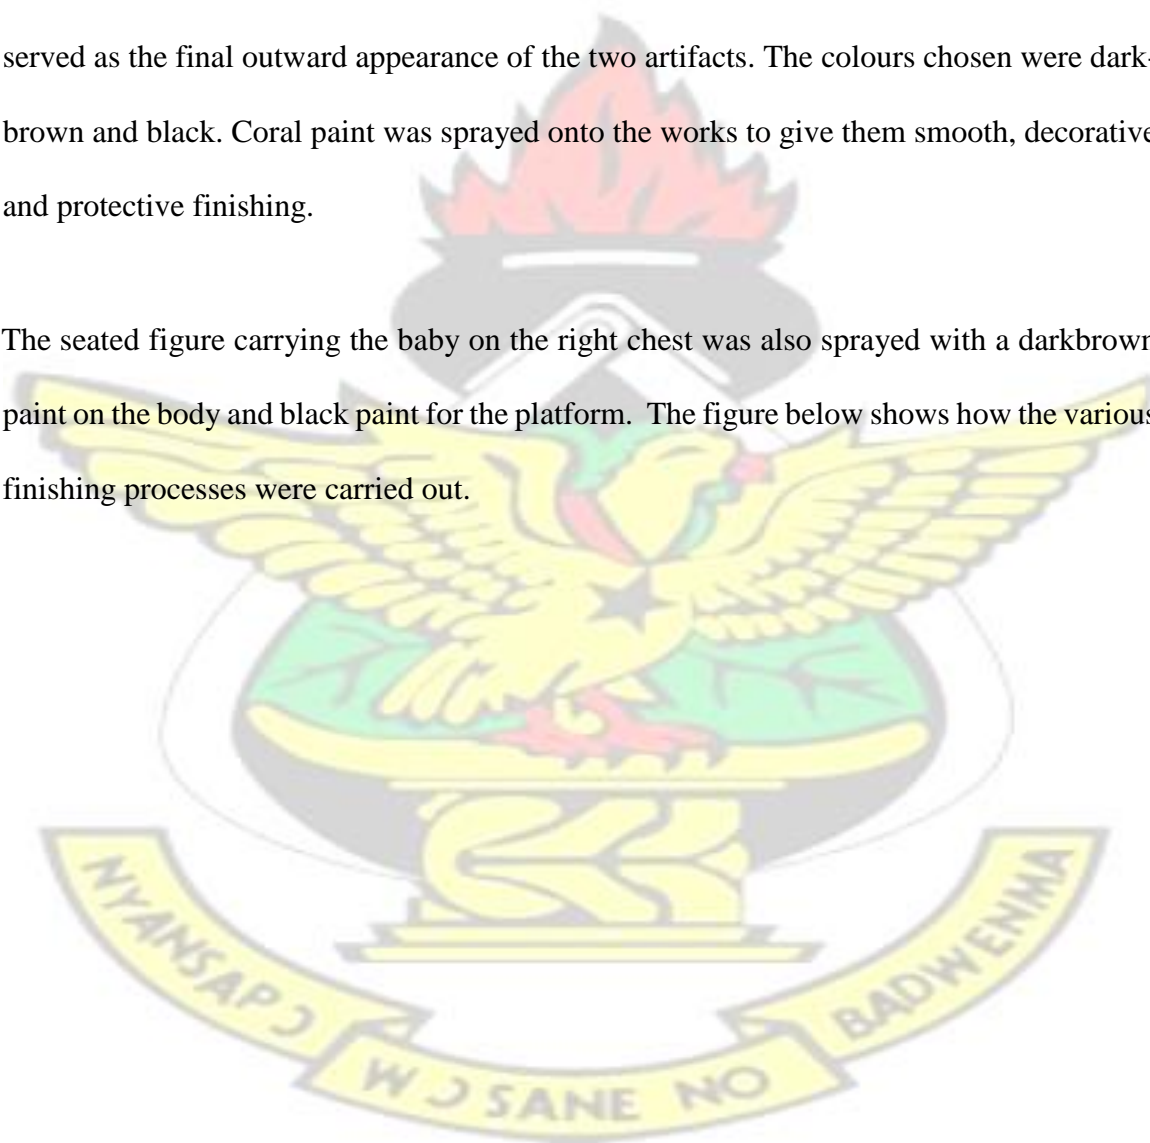 served as the final outward appearance of the two artifacts. The colours chosen were dark-
brown and black. Coral paint was sprayed onto the works to give them smooth, decorative
and protective finishing.
The seated figure carrying the baby on the right chest was also sprayed with a darkbrown
paint on the body and black paint for the platform.  The figure below shows how the various
finishing processes were carried out.
NYANSAPƆ
WƆSANE NO
BADWENMA